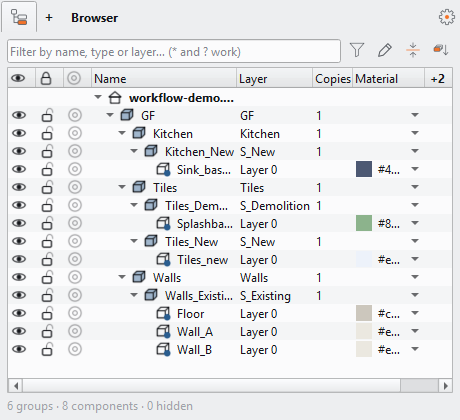 + Browser
Filter by name, type or layer... (* and ? work)
Name Layer Copies Material +2
workflow-demo....
GF GF 1
Kitchen Kitchen 1
Kitchen_New S_New 1
Sink_bas... Layer 0 #4...
Tiles Tiles 1
Tiles_Dem... S_Demolition 1
Splashba... Layer 0 #8...
Tiles_New S_New 1
Tiles_new Layer 0 #e...
Walls Walls 1
Walls_Existi... S_Existing 1
Floor Layer 0 #c...
Wall_A Layer 0 #e...
Wall_B Layer 0 #e...
6 groups · 8 components · 0 hidden